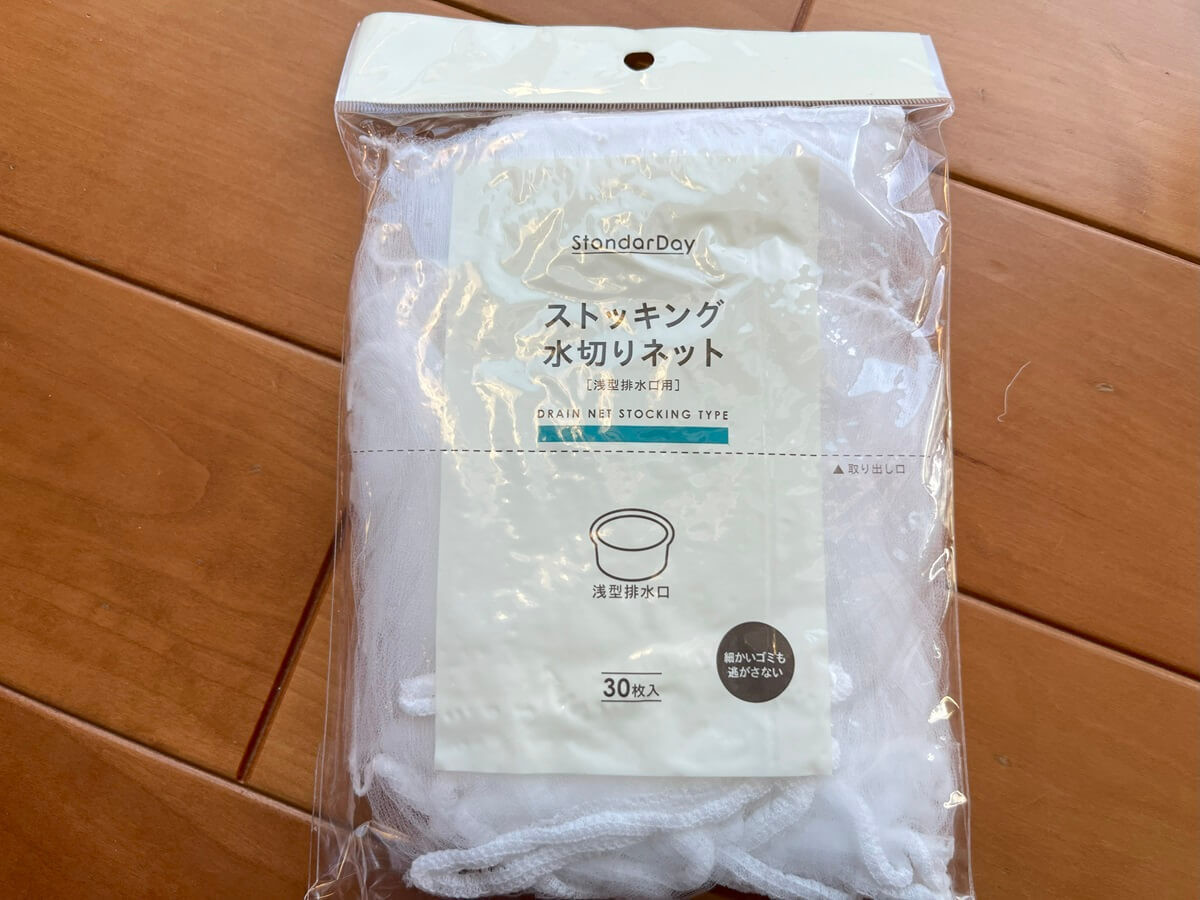 StandarDay
ストッキング
水切りネット
［浅型排水口用］
DRAIN NET STOCKING TYPE
▲取り出し口
浅型排水口
細かいゴミも
逃がさない
30枚入